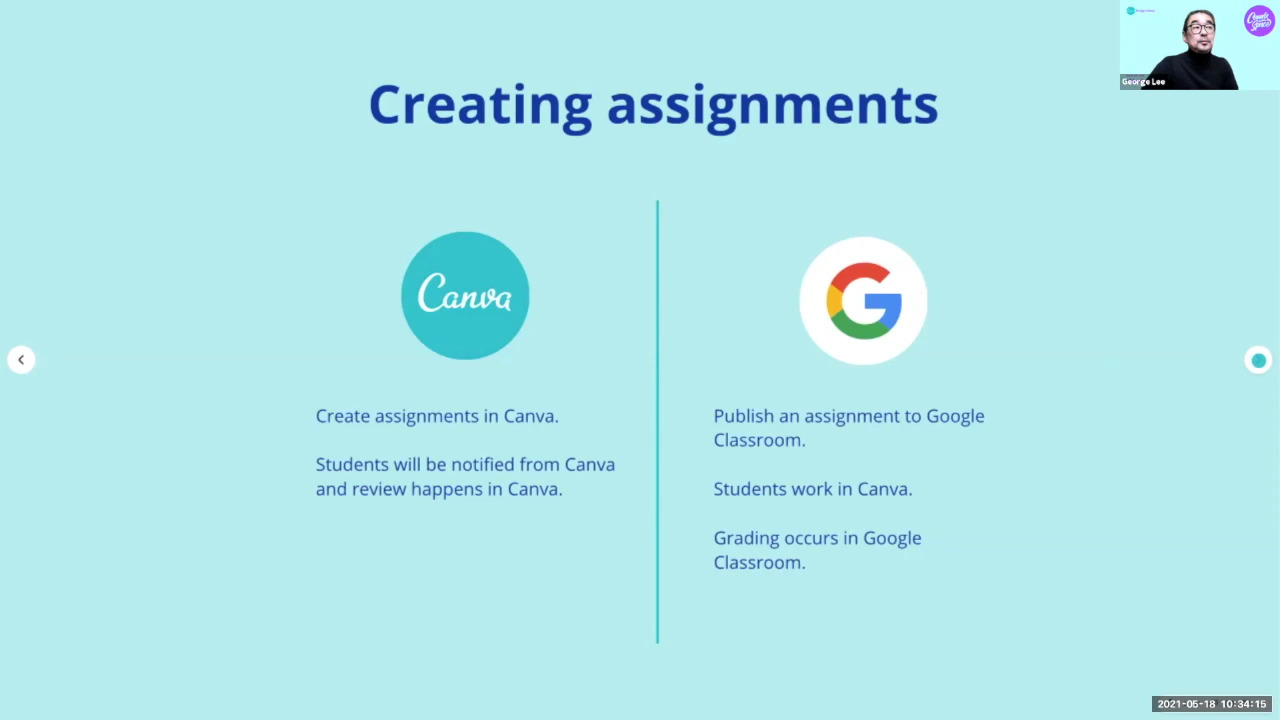 Creating assignments
Canva
Create assignments in Canva.
Students will be notified from Canva
and review happens in Canva.
G
Publish an assignment to Google
Classroom.
Students work in Canva.
Grading occurs in Google
Classroom.
George Lee
2021-05-18 10:34:15